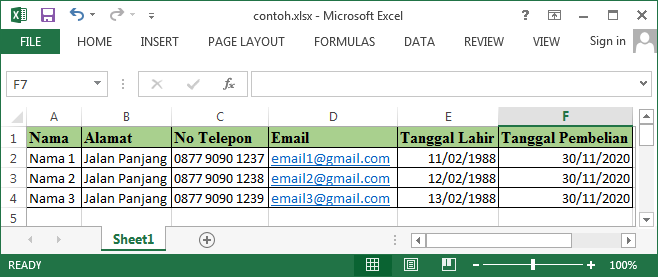 contoh.xlsx - Microsoft Excel
FILE HOME INSERT PAGE LAYOUT FORMULAS DATA REVIEW VIEW Sign in
F7 fx
A B C D E F
1 Nama Alamat No Telepon Email Tanggal Lahir Tanggal Pembelian
2 Nama 1 Jalan Panjang 0877 9090 1237 email1@gmail.com 11/02/1988 30/11/2020
3 Nama 2 Jalan Panjang 0877 9090 1238 email2@gmail.com 12/02/1988 30/11/2020
4 Nama 3 Jalan Panjang 0877 9090 1239 email3@gmail.com 13/02/1988 30/11/2020
5
Sheet1
READY 100%